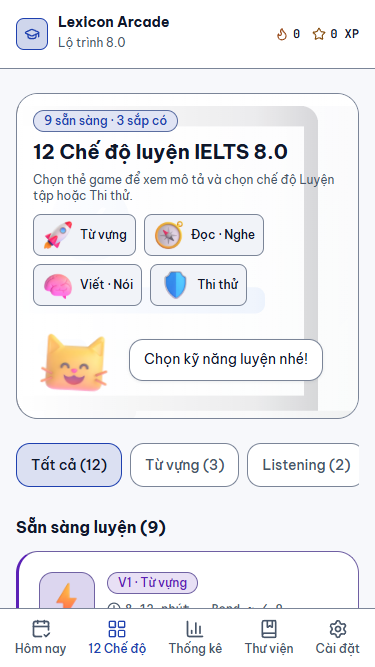 Lexicon Arcade
Lộ trình 8.0
0
0 XP
9 sẵn sàng · 3 sắp có
12 Chế độ luyện IELTS 8.0
Chọn thẻ game để xem mô tả và chọn chế độ Luyện
tập hoặc Thi thử.
Từ vựng
Đọc · Nghe
Viết · Nói
Thi thử
Chọn kỹ năng luyện nhé!
Tất cả (12)
Từ vựng (3)
Listening (2)
Sẵn sàng luyện (9)
V1 · Từ vựng
Hôm nay
12 Chế độ
Thống kê
Thư viện
Cài đặt